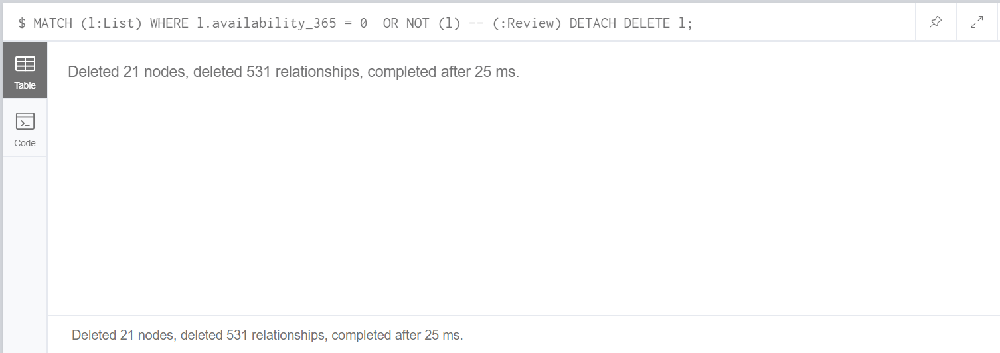 $ MATCH (l:List) WHERE l.availability_365 = 0  OR NOT (l) -- (:Review) DETACH DELETE l;
Table
Deleted 21 nodes, deleted 531 relationships, completed after 25 ms.
Code
Deleted 21 nodes, deleted 531 relationships, completed after 25 ms.